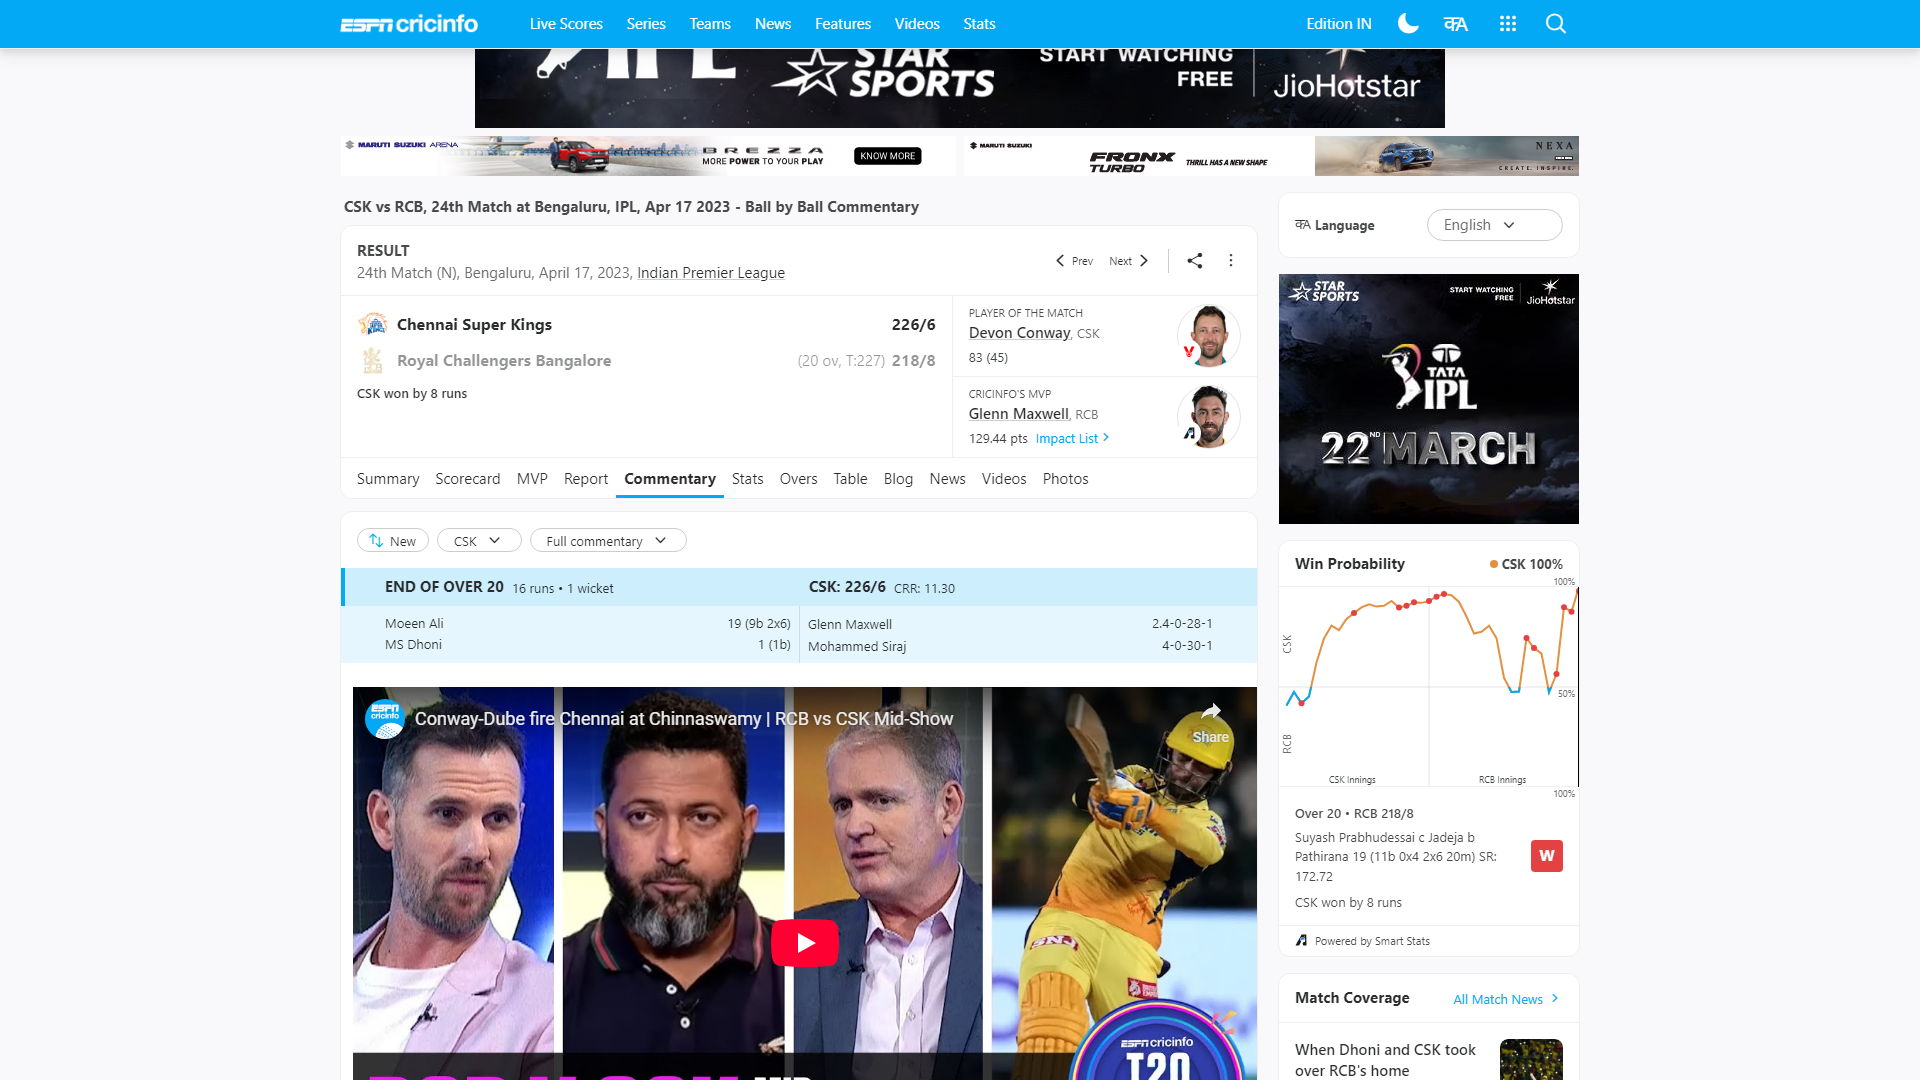 ESPN cricinfo
Live Scores
Series
Teams
News
Features
Videos
Stats
Edition IN
IPL
STAR SPORTS
START WATCHING FREE
JioHotstar
MARUTI SUZUKI ARENA
BREZZA
MORE POWER TO YOUR PLAY
KNOW MORE
MARUTI SUZUKI
FRONX TURBO
THRILL HAS A NEW SHAPE
NEXA
CREATE. INSPIRE.
CSK vs RCB, 24th Match at Bengaluru, IPL, Apr 17 2023 - Ball by Ball Commentary
RESULT
24th Match (N), Bengaluru, April 17, 2023, Indian Premier League
Prev
Next
Chennai Super Kings 226/6
Royal Challengers Bangalore (20 ov, T:227) 218/8
CSK won by 8 runs
PLAYER OF THE MATCH
Devon Conway, CSK
83 (45)
CRICINFO'S MVP
Glenn Maxwell, RCB
129.44 pts Impact List
Summary
Scorecard
MVP
Report
Commentary
Stats
Overs
Table
Blog
News
Videos
Photos
New
CSK
Full commentary
END OF OVER 20 16 runs • 1 wicket
CSK: 226/6 CRR: 11.30
Moeen Ali 19 (9b 2x6)
MS Dhoni 1 (1b)
Glenn Maxwell 2.4-0-28-1
Mohammed Siraj 4-0-30-1
ESPN cricinfo
Conway-Dube fire Chennai at Chinnaswamy | RCB vs CSK Mid-Show
Share
SNJ
ESPN cricinfo
T20
क्A Language
English
STAR SPORTS
START WATCHING FREE
JioHotstar
TATA IPL
22ND MARCH
Win Probability
CSK 100%
100%
CSK
50%
RCB
CSK Innings
RCB Innings
100%
Over 20 • RCB 218/8
Suyash Prabhudessai c Jadeja b
Pathirana 19 (11b 0x4 2x6 20m) SR:
172.72
W
CSK won by 8 runs
Powered by Smart Stats
Match Coverage
All Match News
When Dhoni and CSK took
over RCB's home